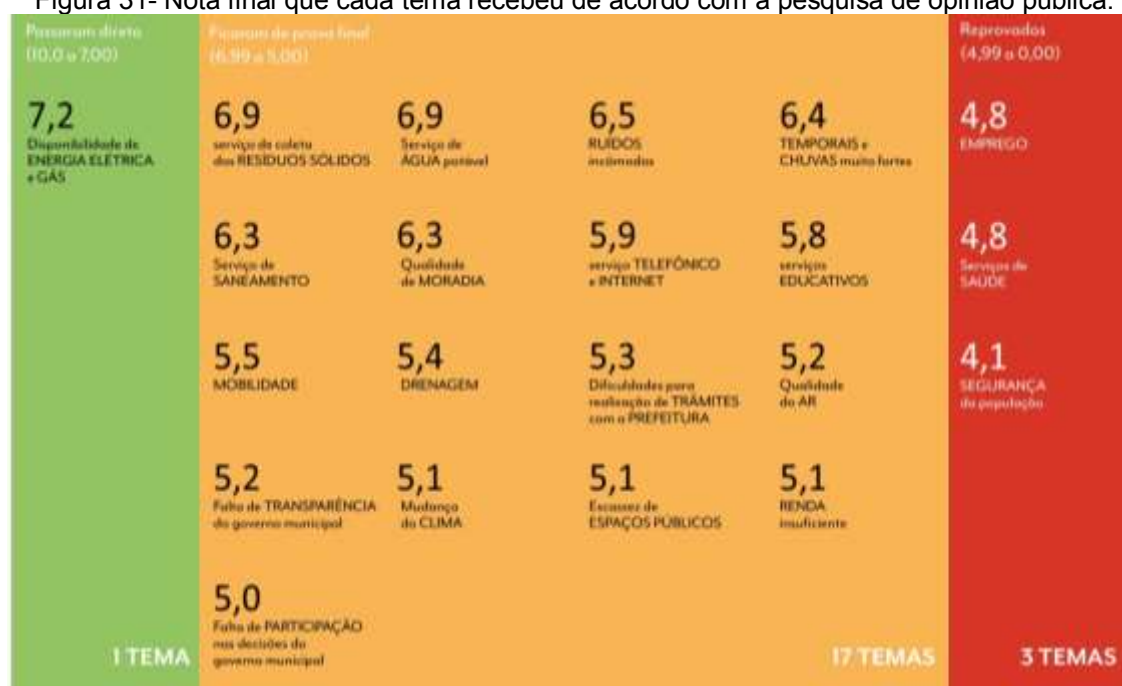 Figura 31- Nota final que cada tema recebeu de acordo com a pesquisa de opinião pública.
Passaram direto
(10,0 a 7,00)
Ficaram de prova final
(6,99 a 5,00)
Reprovados
(4,99 a 0,00)
7,2
Disponibilidade de
ENERGIA ELÉTRICA
e GÁS
6,9
serviço de coleta
dos RESÍDUOS SÓLIDOS
6,9
Serviço de
ÁGUA potável
6,5
RUÍDOS
incômodos
6,4
TEMPORAIS e
CHUVAS muito fortes
4,8
EMPREGO
6,3
Serviço de
SANEAMENTO
6,3
Qualidade
de MORADIA
5,9
serviço TELEFÔNICO
e INTERNET
5,8
serviços
EDUCATIVOS
4,8
Serviços de
SAÚDE
5,5
MOBILIDADE
5,4
DRENAGEM
5,3
Dificuldades para
realização de TRÂMITES
com a PREFEITURA
5,2
Qualidade
do AR
4,1
SEGURANÇA
da população
5,2
Falta de TRANSPARÊNCIA
do governo municipal
5,1
Mudança
do CLIMA
5,1
Escassez de
ESPAÇOS PÚBLICOS
5,1
RENDA
insuficiente
5,0
Falta de PARTICIPAÇÃO
nas decisões do
governo municipal
1 TEMA
17 TEMAS
3 TEMAS